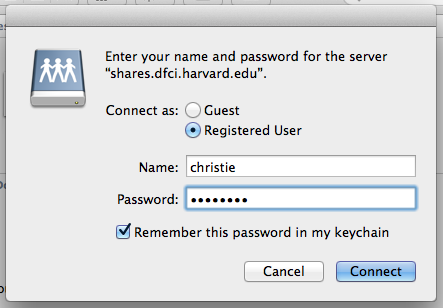 Enter your name and password for the server
“shares.dfci.harvard.edu”.
Connect as: Guest
Registered User
Name: christie
Password: ••••••••
Remember this password in my keychain
Cancel Connect